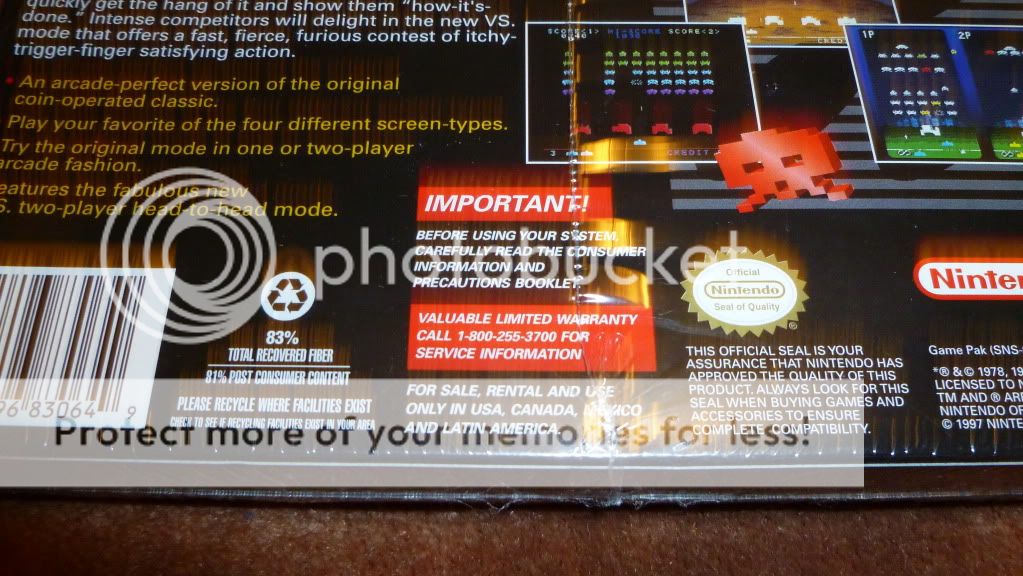 quickly get the hang of it and show them "how-it's-
done." Intense competitors will delight in the new VS.
mode that offers a fast, fierce, furious contest of itchy-
trigger-finger satisfying action.
• An arcade-perfect version of the original
coin-operated classic.
Play your favorite of the four different screen-types.
Try the original mode in one or two-player
arcade fashion.
eatures the fabulous new
S. two-player head-to-head mode.
SCORE<1> HI-SCORE SCORE<2>
CREDIT
1P 2P
IMPORTANT!
BEFORE USING YOUR SYSTEM,
CAREFULLY READ THE CONSUMER
INFORMATION AND
PRECAUTIONS BOOKLET.
VALUABLE LIMITED WARRANTY
CALL 1-800-255-3700 FOR
SERVICE INFORMATION
FOR SALE, RENTAL AND USE
ONLY IN USA, CANADA, MEXICO
AND LATIN AMERICA.
83%
TOTAL RECOVERED FIBER
81% POST CONSUMER CONTENT
PLEASE RECYCLE WHERE FACILITIES EXIST
CHECK TO SEE IF RECYCLING FACILITIES EXIST IN YOUR AREA
96 83064 9
Official
Nintendo
Seal of Quality
®
THIS OFFICIAL SEAL IS YOUR
ASSURANCE THAT NINTENDO HAS
APPROVED THE QUALITY OF THIS
PRODUCT. ALWAYS LOOK FOR THIS
SEAL WHEN BUYING GAMES AND
ACCESSORIES TO ENSURE
COMPLETE COMPATIBILITY.
Ninten
Game Pak (SNS-
*® & © 1978, 19
LICENSED TO N
TM AND ® ARE
NINTENDO OF
© 1997 NINTE
photobucket
Protect more of your memories for less!